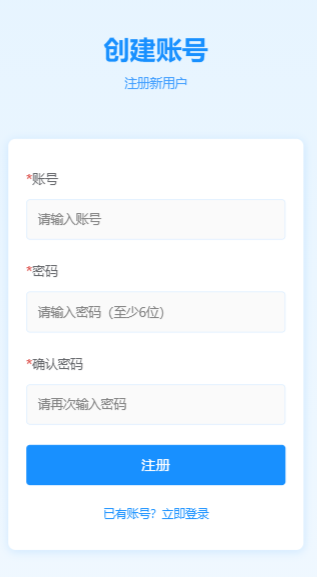 创建账号
注册新用户
*账号
请输入账号
*密码
请输入密码（至少6位）
*确认密码
请再次输入密码
注册
已有账号？立即登录